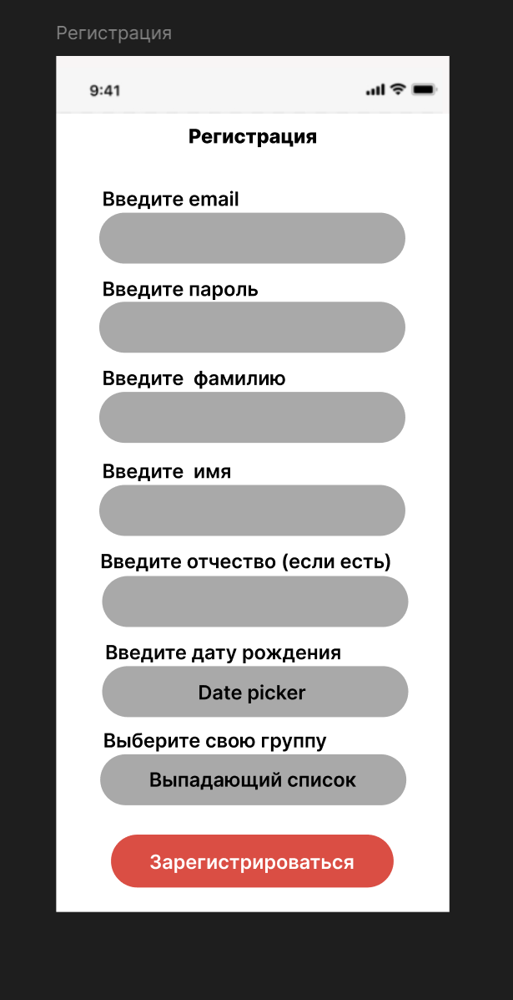 Регистрация
9:41
Регистрация
Введите email
Введите пароль
Введите  фамилию
Введите  имя
Введите отчество (если есть)
Введите дату рождения
Date picker
Выберите свою группу
Выпадающий список
Зарегистрироваться